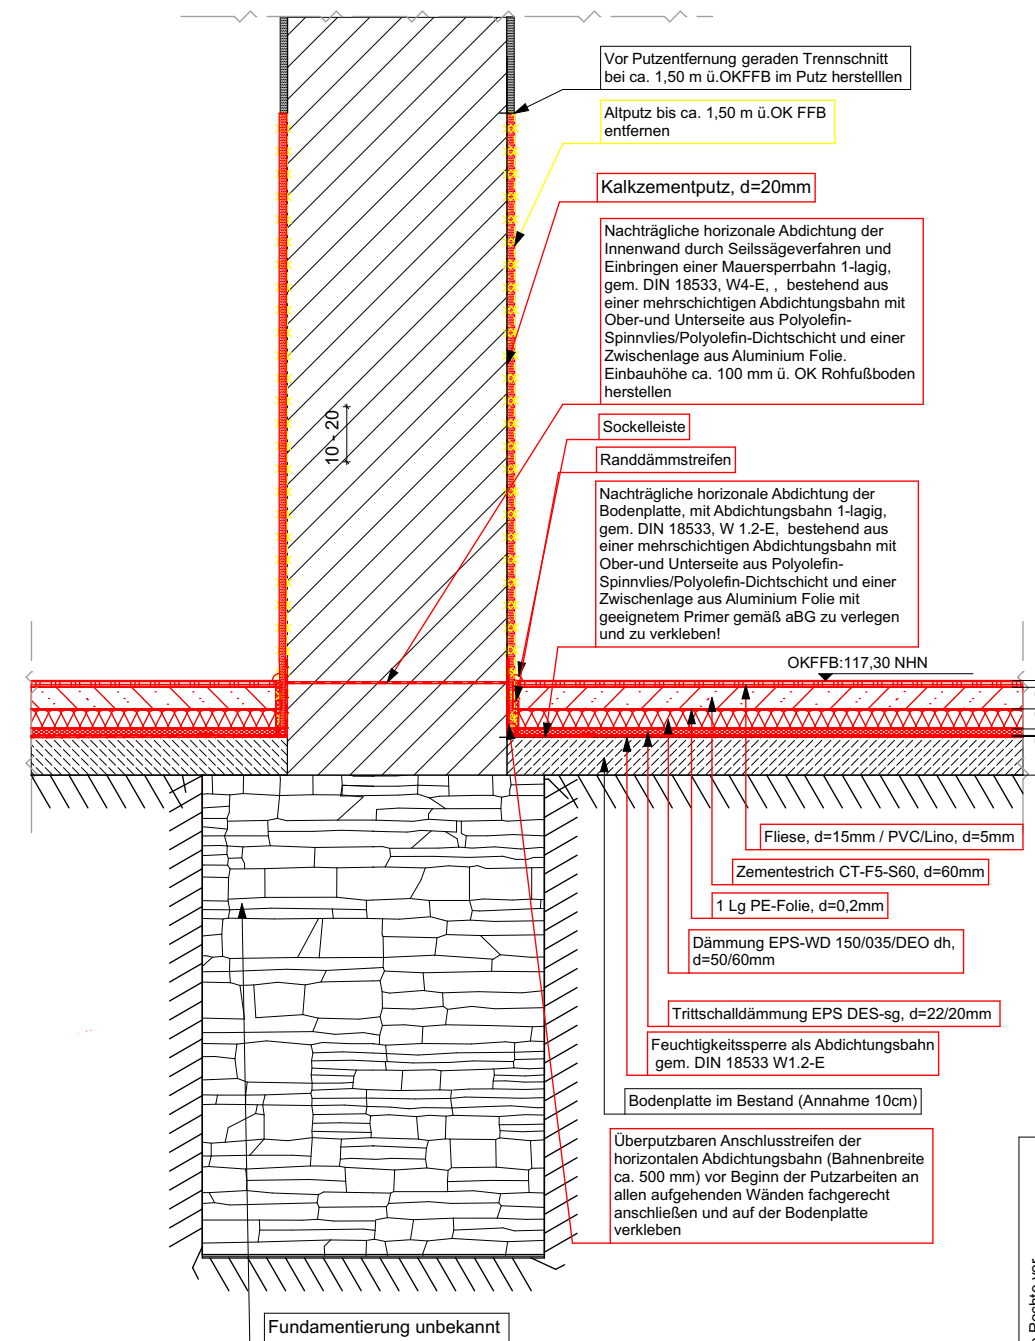 Vor Putzentfernung geraden Trennschnitt
bei ca. 1,50 m ü.OKFFB im Putz herstelllen
Altputz bis ca. 1,50 m ü.OK FFB
entfernen
Kalkzementputz, d=20mm
Nachträgliche horizonale Abdichtung der
Innenwand durch Seilssägeverfahren und
Einbringen einer Mauersperrbahn 1-lagig,
gem. DIN 18533, W4-E, , bestehend aus
einer mehrschichtigen Abdichtungsbahn mit
Ober-und Unterseite aus Polyolefin-
Spinnvlies/Polyolefin-Dichtschicht und einer
Zwischenlage aus Aluminium Folie.
Einbauhöhe ca. 100 mm ü. OK Rohfußboden
herstellen
10 - 20
Sockelleiste
Randdämmstreifen
Nachträgliche horizonale Abdichtung der
Bodenplatte, mit Abdichtungsbahn 1-lagig,
gem. DIN 18533, W 1.2-E, bestehend aus
einer mehrschichtigen Abdichtungsbahn mit
Ober-und Unterseite aus Polyolefin-
Spinnvlies/Polyolefin-Dichtschicht und einer
Zwischenlage aus Aluminium Folie mit
geeignetem Primer gemäß aBG zu verlegen
und zu verkleben!
OKFFB:117,30 NHN
Fliese, d=15mm / PVC/Lino, d=5mm
Zementestrich CT-F5-S60, d=60mm
1 Lg PE-Folie, d=0,2mm
Dämmung EPS-WD 150/035/DEO dh,
d=50/60mm
Trittschalldämmung EPS DES-sg, d=22/20mm
Feuchtigkeitssperre als Abdichtungsbahn
gem. DIN 18533 W1.2-E
Bodenplatte im Bestand (Annahme 10cm)
Überputzbaren Anschlusstreifen der
horizontalen Abdichtungsbahn (Bahnenbreite
ca. 500 mm) vor Beginn der Putzarbeiten an
allen aufgehenden Wänden fachgerecht
anschließen und auf der Bodenplatte
verkleben
Fundamentierung unbekannt